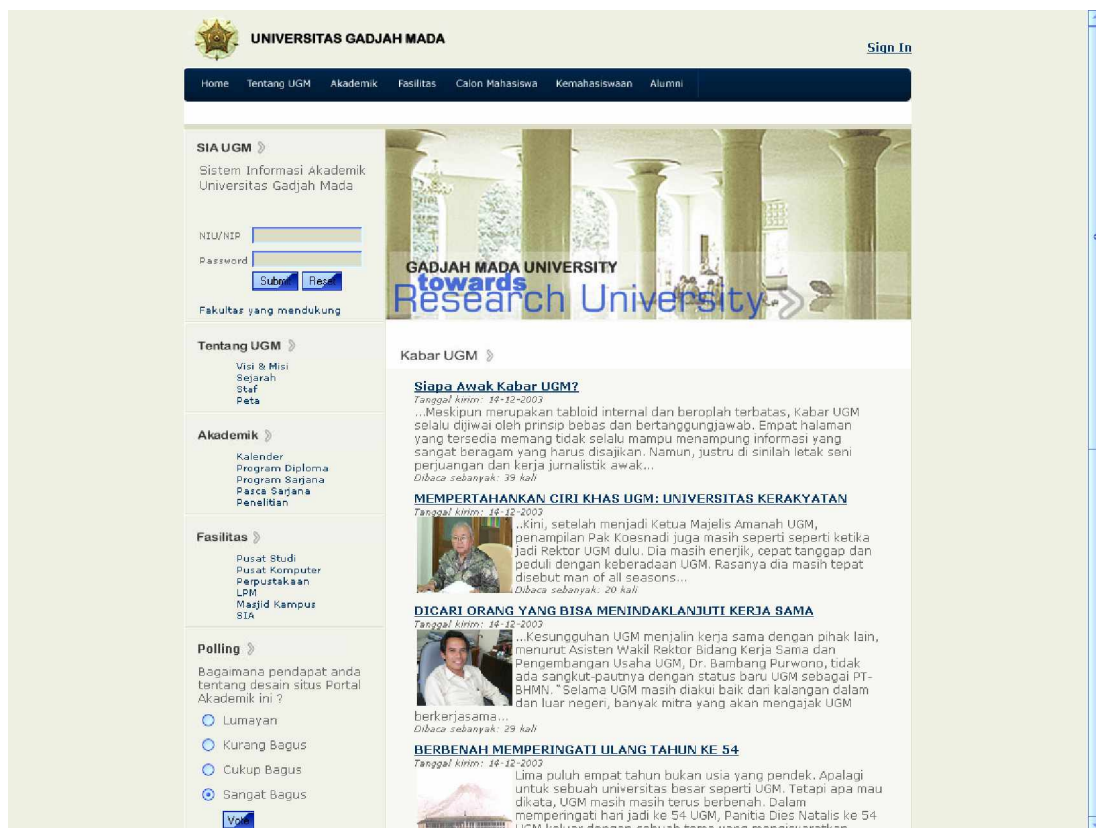 UNIVERSITAS GADJAH MADA
Sign In
Home Tentang UGM Akademik Fasilitas Calon Mahasiswa Kemahasiswaan Alumni
SIA UGM
Sistem Informasi Akademik
Universitas Gadjah Mada
NIU/NIP
Password
Submit Reset
Fakultas yang mendukung
Tentang UGM
Visi & Misi
Sejarah
Staf
Peta
Akademik
Kalender
Program Diploma
Program Sarjana
Pasca Sarjana
Penelitian
Fasilitas
Pusat Studi
Pusat Komputer
Perpustakaan
LPM
Masjid Kampus
SIA
Polling
Bagaimana pendapat anda
tentang desain situs Portal
Akademik ini ?
Lumayan
Kurang Bagus
Cukup Bagus
Sangat Bagus
Vote
GADJAH MADA UNIVERSITY
towards
Research University
Kabar UGM
Siapa Awak Kabar UGM?
Tanggal kirim: 14-12-2003
...Meskipun merupakan tabloid internal dan beroplah terbatas, Kabar UGM
selalu dijiwai oleh prinsip bebas dan bertanggungjawab. Empat halaman
yang tersedia memang tidak selalu mampu menampung informasi yang
sangat beragam yang harus disajikan. Namun, justru di sinilah letak seni
perjuangan dan kerja jurnalistik awak...
Dibaca sebanyak: 39 kali
MEMPERTAHANKAN CIRI KHAS UGM: UNIVERSITAS KERAKYATAN
Tanggal kirim: 14-12-2003
..Kini, setelah menjadi Ketua Majelis Amanah UGM,
penampilan Pak Koesnadi juga masih seperti seperti ketika
jadi Rektor UGM dulu. Dia masih enerjik, cepat tanggap dan
peduli dengan keberadaan UGM. Rasanya dia masih tepat
disebut man of all seasons...
Dibaca sebanyak: 20 kali
DICARI ORANG YANG BISA MENINDAKLANJUTI KERJA SAMA
Tanggal kirim: 14-12-2003
...Kesungguhan UGM menjalin kerja sama dengan pihak lain,
menurut Asisten Wakil Rektor Bidang Kerja Sama dan
Pengembangan Usaha UGM, Dr. Bambang Purwono, tidak
ada sangkut-pautnya dengan status baru UGM sebagai PT-
BHMN. "Selama UGM masih diakui baik dari kalangan dalam
dan luar negeri, banyak mitra yang akan mengajak UGM
berkerjasama...
Dibaca sebanyak: 29 kali
BERBENAH MEMPERINGATI ULANG TAHUN KE 54
Tanggal kirim: 14-12-2003
Lima puluh empat tahun bukan usia yang pendek. Apalagi
untuk sebuah universitas besar seperti UGM. Tetapi apa mau
dikata, UGM masih masih terus berbenah. Dalam
memperingati hari jadi ke 54 UGM, Panitia Dies Natalis ke 54
UGM keluar dengan sebuah tema yang mengisyaratkan